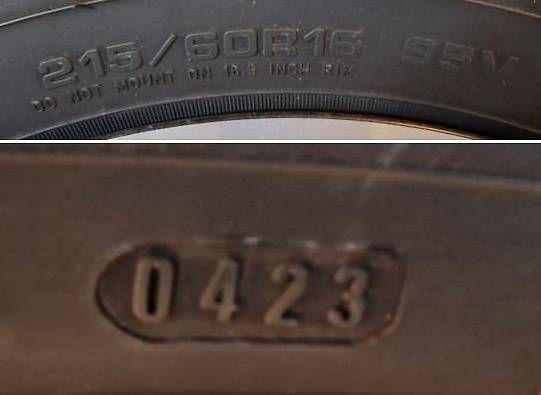 215/60R16 95V
DO NOT MOUNT ON 16.5 INCH RIM
0423